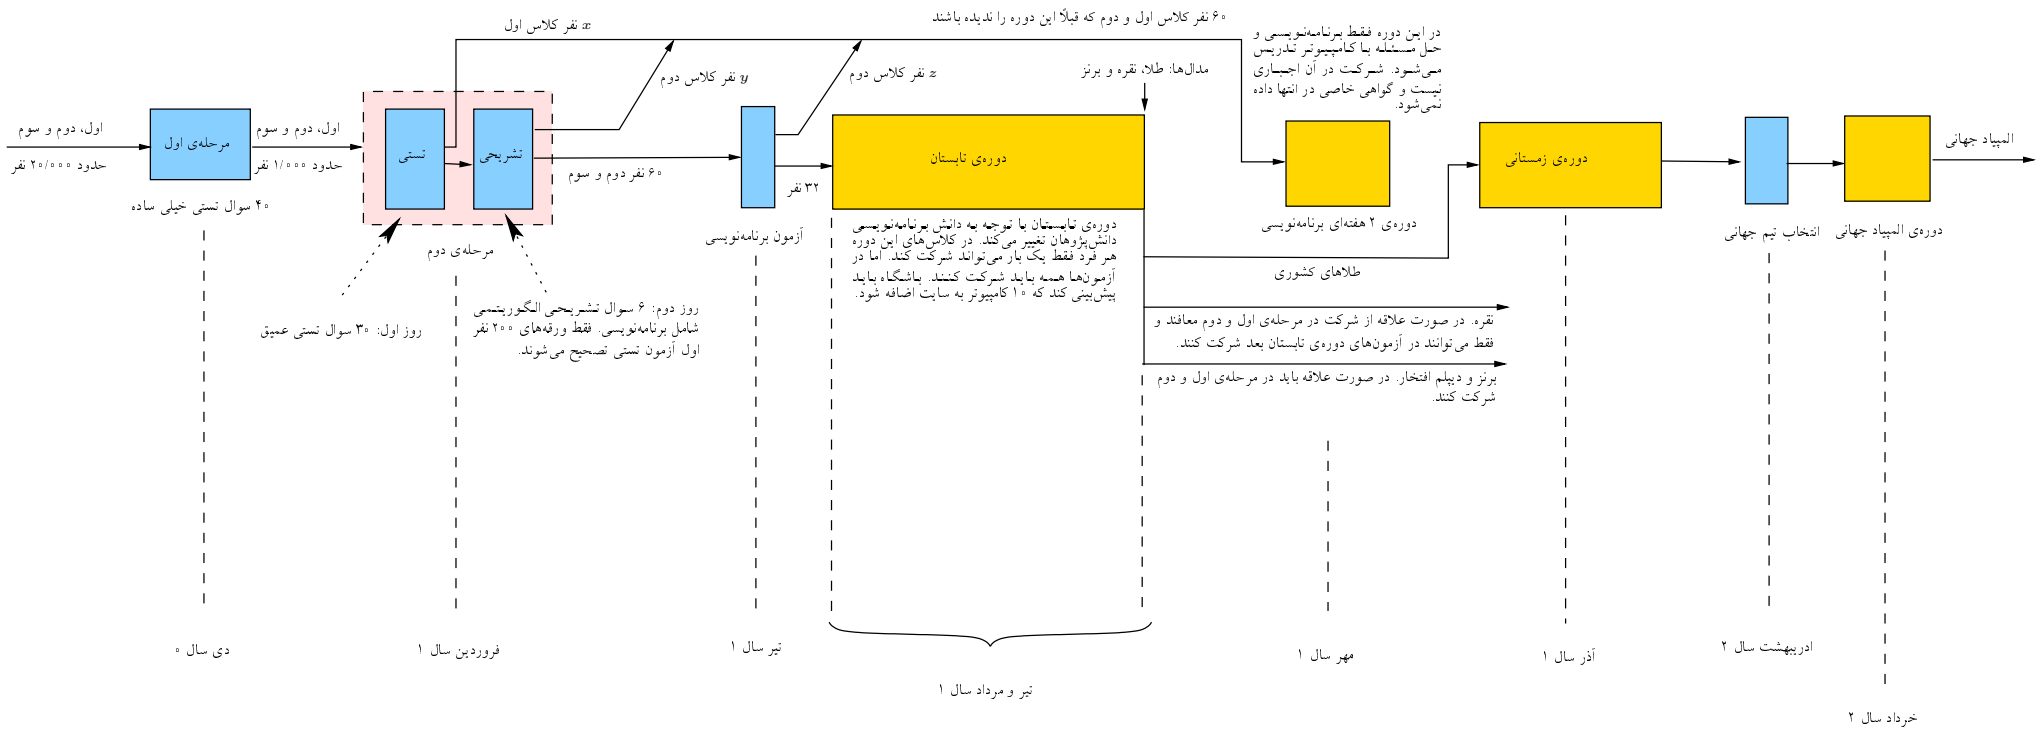 x نفر کلاس اول
۶۰ نفر کلاس اول و دوم که قبلاً این دوره را ندیده باشند
y نفر کلاس دوم
z نفر کلاس دوم
مدال‌ها: طلا، نقره و برنز
در این دوره فقط برنامه‌نویسی و
حل مسئله با کامپیوتر تدریس
می‌شود. شرکت در آن اجباری
نیست و گواهی خاصی در انتها داده
نمی‌شود.
اول، دوم و سوم
حدود ۲۰/۰۰۰ نفر
مرحله‌ی اول
۴۰ سوال تستی خیلی ساده
اول، دوم و سوم
حدود ۱/۰۰۰ نفر
تستی
تشریحی
مرحله‌ی دوم
روز اول: ۳۰ سوال تستی عمیق
روز دوم: ۶ سوال تشریحی الگوریتمی
شامل برنامه‌نویسی. فقط ورقه‌های ۲۰۰ نفر
اول آزمون تستی تصحیح می‌شوند.
۶۰ نفر دوم و سوم
آزمون برنامه‌نویسی
۳۲ نفر
دوره‌ی تابستان
دوره‌ی تابستان با توجه به دانش برنامه‌نویسی
دانش‌پژوهان تغییر می‌کند. در کلاس‌های این دوره
هر فرد فقط یک بار می‌تواند شرکت کند. اما در
آزمون‌ها همه باید شرکت کنند. باشگاه باید
پیش‌بینی کند که ۱۰ کامپیوتر به سایت اضافه شود.
دوره‌ی ۲ هفته‌ای برنامه‌نویسی
طلاهای کشوری
نقره. در صورت علاقه از شرکت در مرحله‌ی اول و دوم معافند و
فقط می‌توانند در آزمون‌های دوره‌ی تابستان بعد شرکت کنند.
برنز و دیپلم افتخار. در صورت علاقه باید در مرحله‌ی اول و دوم
شرکت کنند.
دوره‌ی زمستانی
انتخاب تیم جهانی
دوره‌ی المپیاد جهانی
المپیاد جهانی
دی سال ۰
فروردین سال ۱
تیر سال ۱
تیر و مرداد سال ۱
مهر سال ۱
آذر سال ۱
اردیبهشت سال ۲
خرداد سال ۲